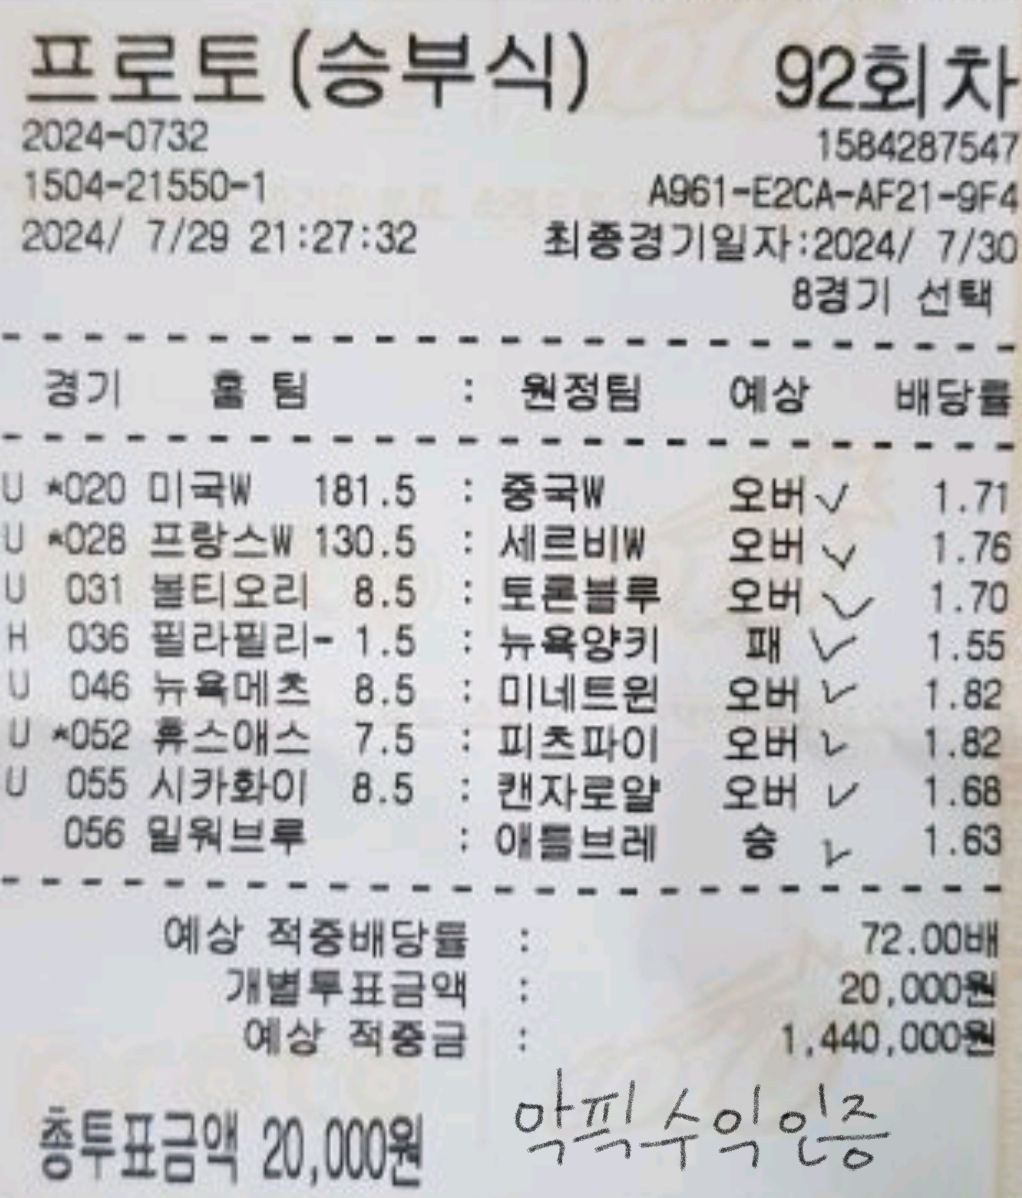 프로토(승부식) 92회차
2024-0732 1584287547
1504-21550-1 A961-E2CA-AF21-9F4
2024/ 7/29 21:27:32 최종경기일자:2024/ 7/30
8경기 선택
경기 홈 팀 : 원정팀 예상 배당률
U *020 미국W 181.5 : 중국W 오버 1.71
U *028 프랑스W 130.5 : 세르비W 오버 1.76
U 031 볼티오리 8.5 : 토론블루 오버 1.70
H 036 필라필리- 1.5 : 뉴욕양키 패 1.55
U 046 뉴욕메츠 8.5 : 미네트윈 오버 1.82
U *052 휴스애스 7.5 : 피츠파이 오버 1.82
U 055 시카화이 8.5 : 캔자로얄 오버 1.68
056 밀워브루 : 애틀브레 승 1.63
예상 적중배당률 : 72.00배
개별투표금액 : 20,000원
예상 적중금 : 1,440,000원
총투표금액 20,000원 악픽수익인증